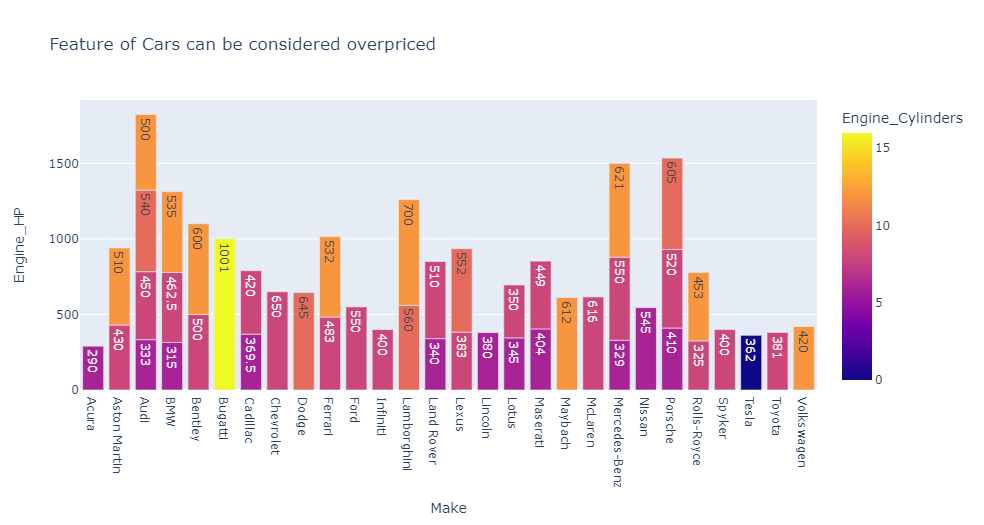 Feature of Cars can be considered overpriced
Engine_HP
1500
1000
500
0
290
510
430
500
540
450
333
535
462.5
315
600
500
1001
420
369.5
650
645
532
483
550
400
700
560
510
340
552
383
380
350
345
449
404
612
616
621
550
329
545
605
520
410
453
325
400
362
381
420
Acura
Aston Martin
Audi
BMW
Bentley
Bugatti
Cadillac
Chevrolet
Dodge
Ferrari
Ford
Infiniti
Lamborghini
Land Rover
Lexus
Lincoln
Lotus
Maserati
Maybach
McLaren
Mercedes-Benz
Nissan
Porsche
Rolls-Royce
Spyker
Tesla
Toyota
Volkswagen
Make
Engine_Cylinders
15
10
5
0